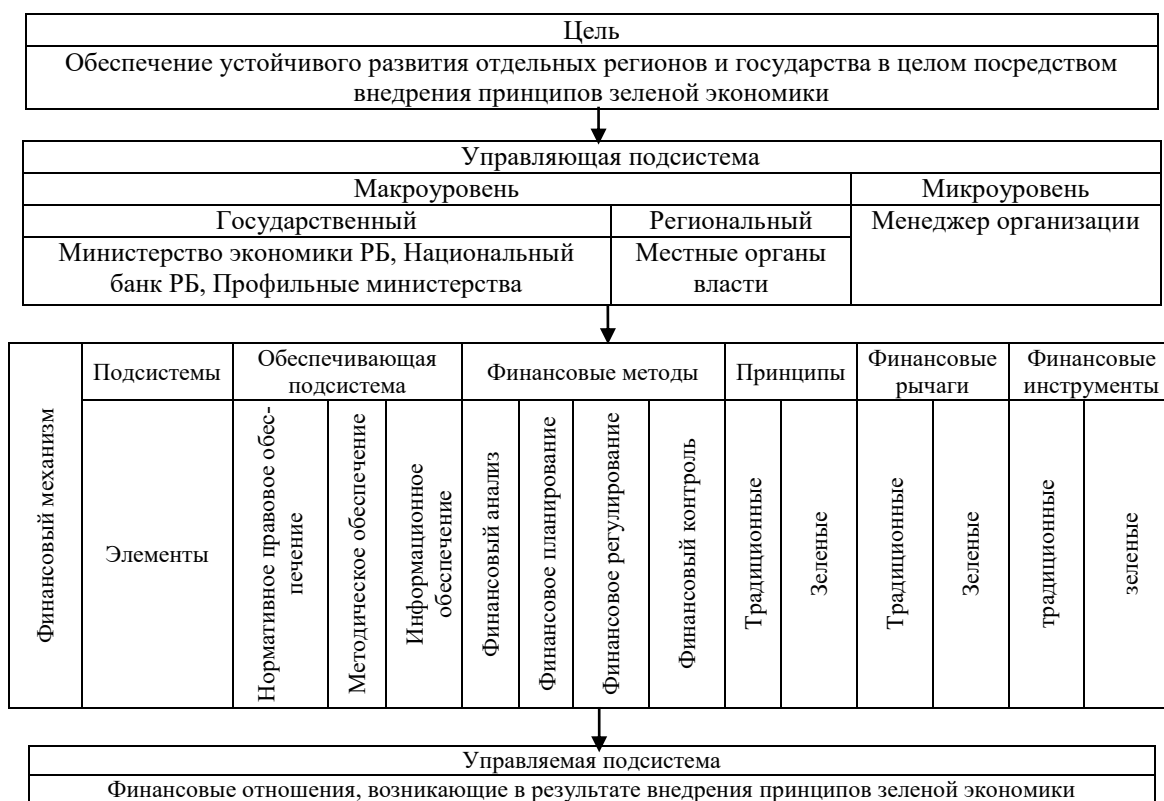 Цель
Обеспечение устойчивого развития отдельных регионов и государства в целом посредством
внедрения принципов зеленой экономики
Управляющая подсистема
Макроуровень
Микроуровень
Государственный
Региональный
Менеджер организации
Министерство экономики РБ, Национальный
банк РБ, Профильные министерства
Местные органы
власти
Финансовый механизм
Подсистемы
Обеспечивающая
подсистема
Финансовые методы
Принципы
Финансовые
рычаги
Финансовые
инструменты
Элементы
Нормативное правовое обес-
печение
Методическое обеспечение
Информационное
обеспечение
Финансовый анализ
Финансовое планирование
Финансовое регулирование
Финансовый контроль
Традиционные
Зеленые
Традиционные
Зеленые
традиционные
зеленые
Управляемая подсистема
Финансовые отношения, возникающие в результате внедрения принципов зеленой экономики